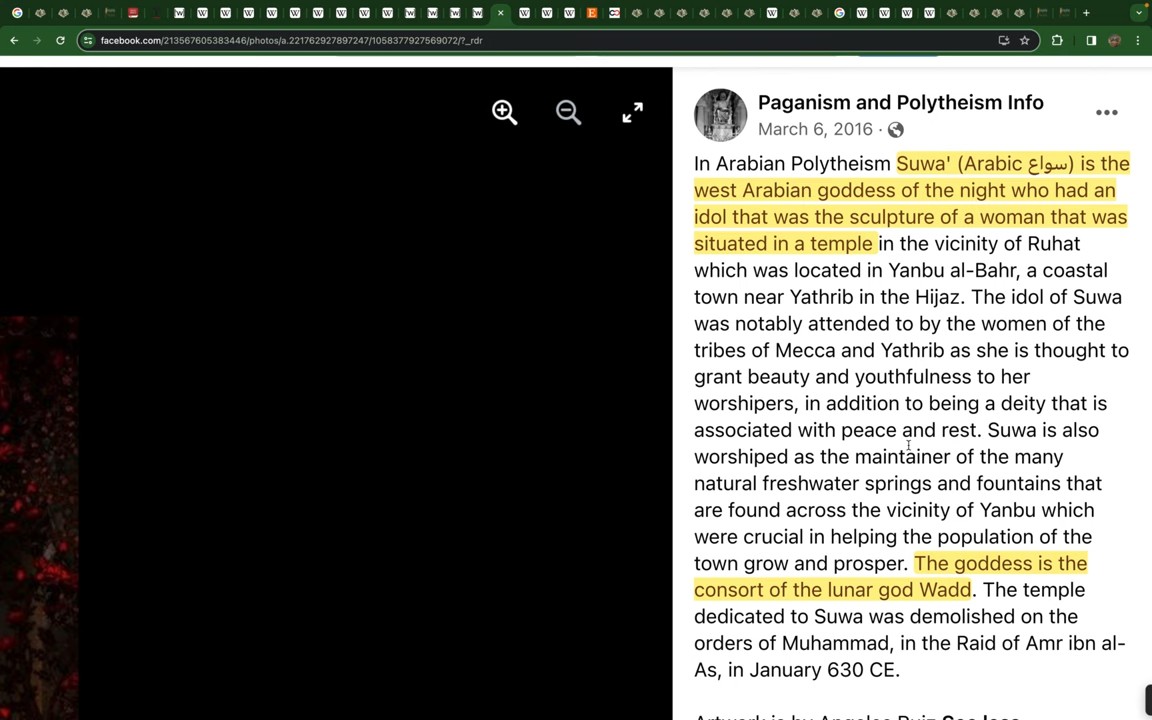 facebook.com/213567605383446/photos/a.221762927897247/1058377927569072/?_rdr
Paganism and Polytheism Info
March 6, 2016 ·
In Arabian Polytheism Suwa' (Arabic سواع) is the
west Arabian goddess of the night who had an
idol that was the sculpture of a woman that was
situated in a temple in the vicinity of Ruhat
which was located in Yanbu al-Bahr, a coastal
town near Yathrib in the Hijaz. The idol of Suwa
was notably attended to by the women of the
tribes of Mecca and Yathrib as she is thought to
grant beauty and youthfulness to her
worshipers, in addition to being a deity that is
associated with peace and rest. Suwa is also
worshiped as the maintainer of the many
natural freshwater springs and fountains that
are found across the vicinity of Yanbu which
were crucial in helping the population of the
town grow and prosper. The goddess is the
consort of the lunar god Wadd. The temple
dedicated to Suwa was demolished on the
orders of Muhammad, in the Raid of Amr ibn al-
As, in January 630 CE.